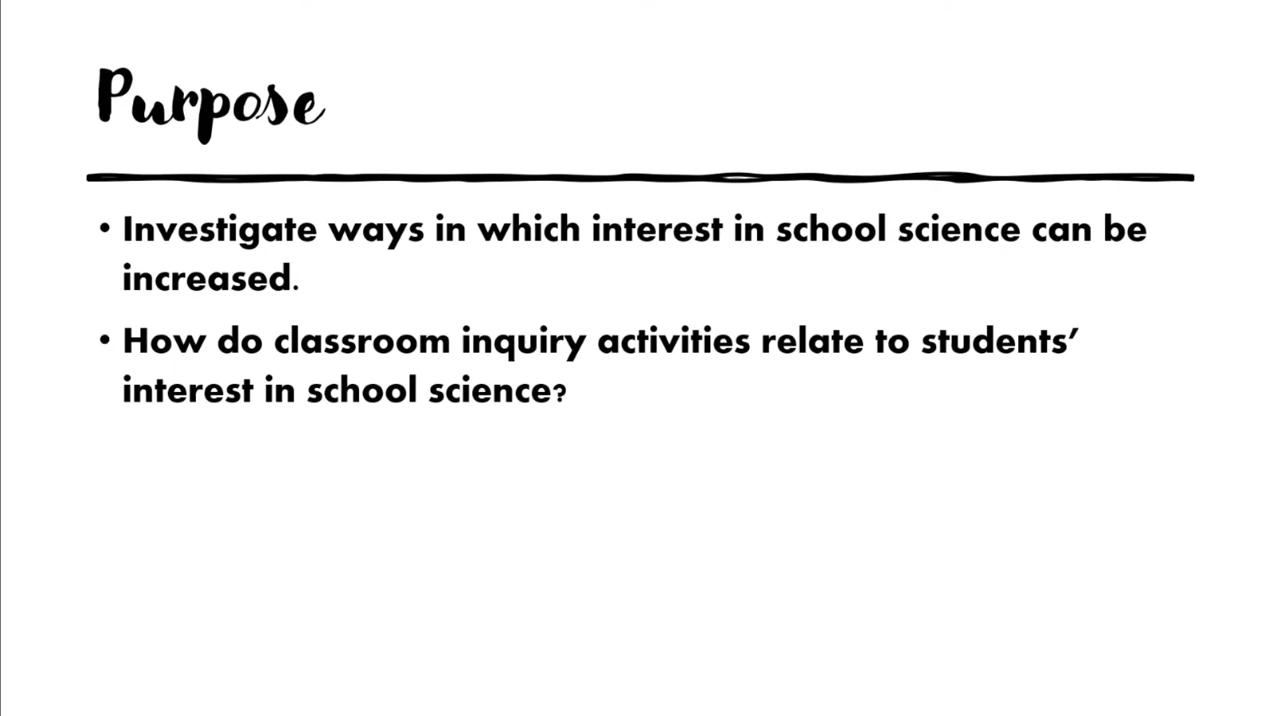 Purpose
• Investigate ways in which interest in school science can be
increased.
• How do classroom inquiry activities relate to students’
interest in school science?